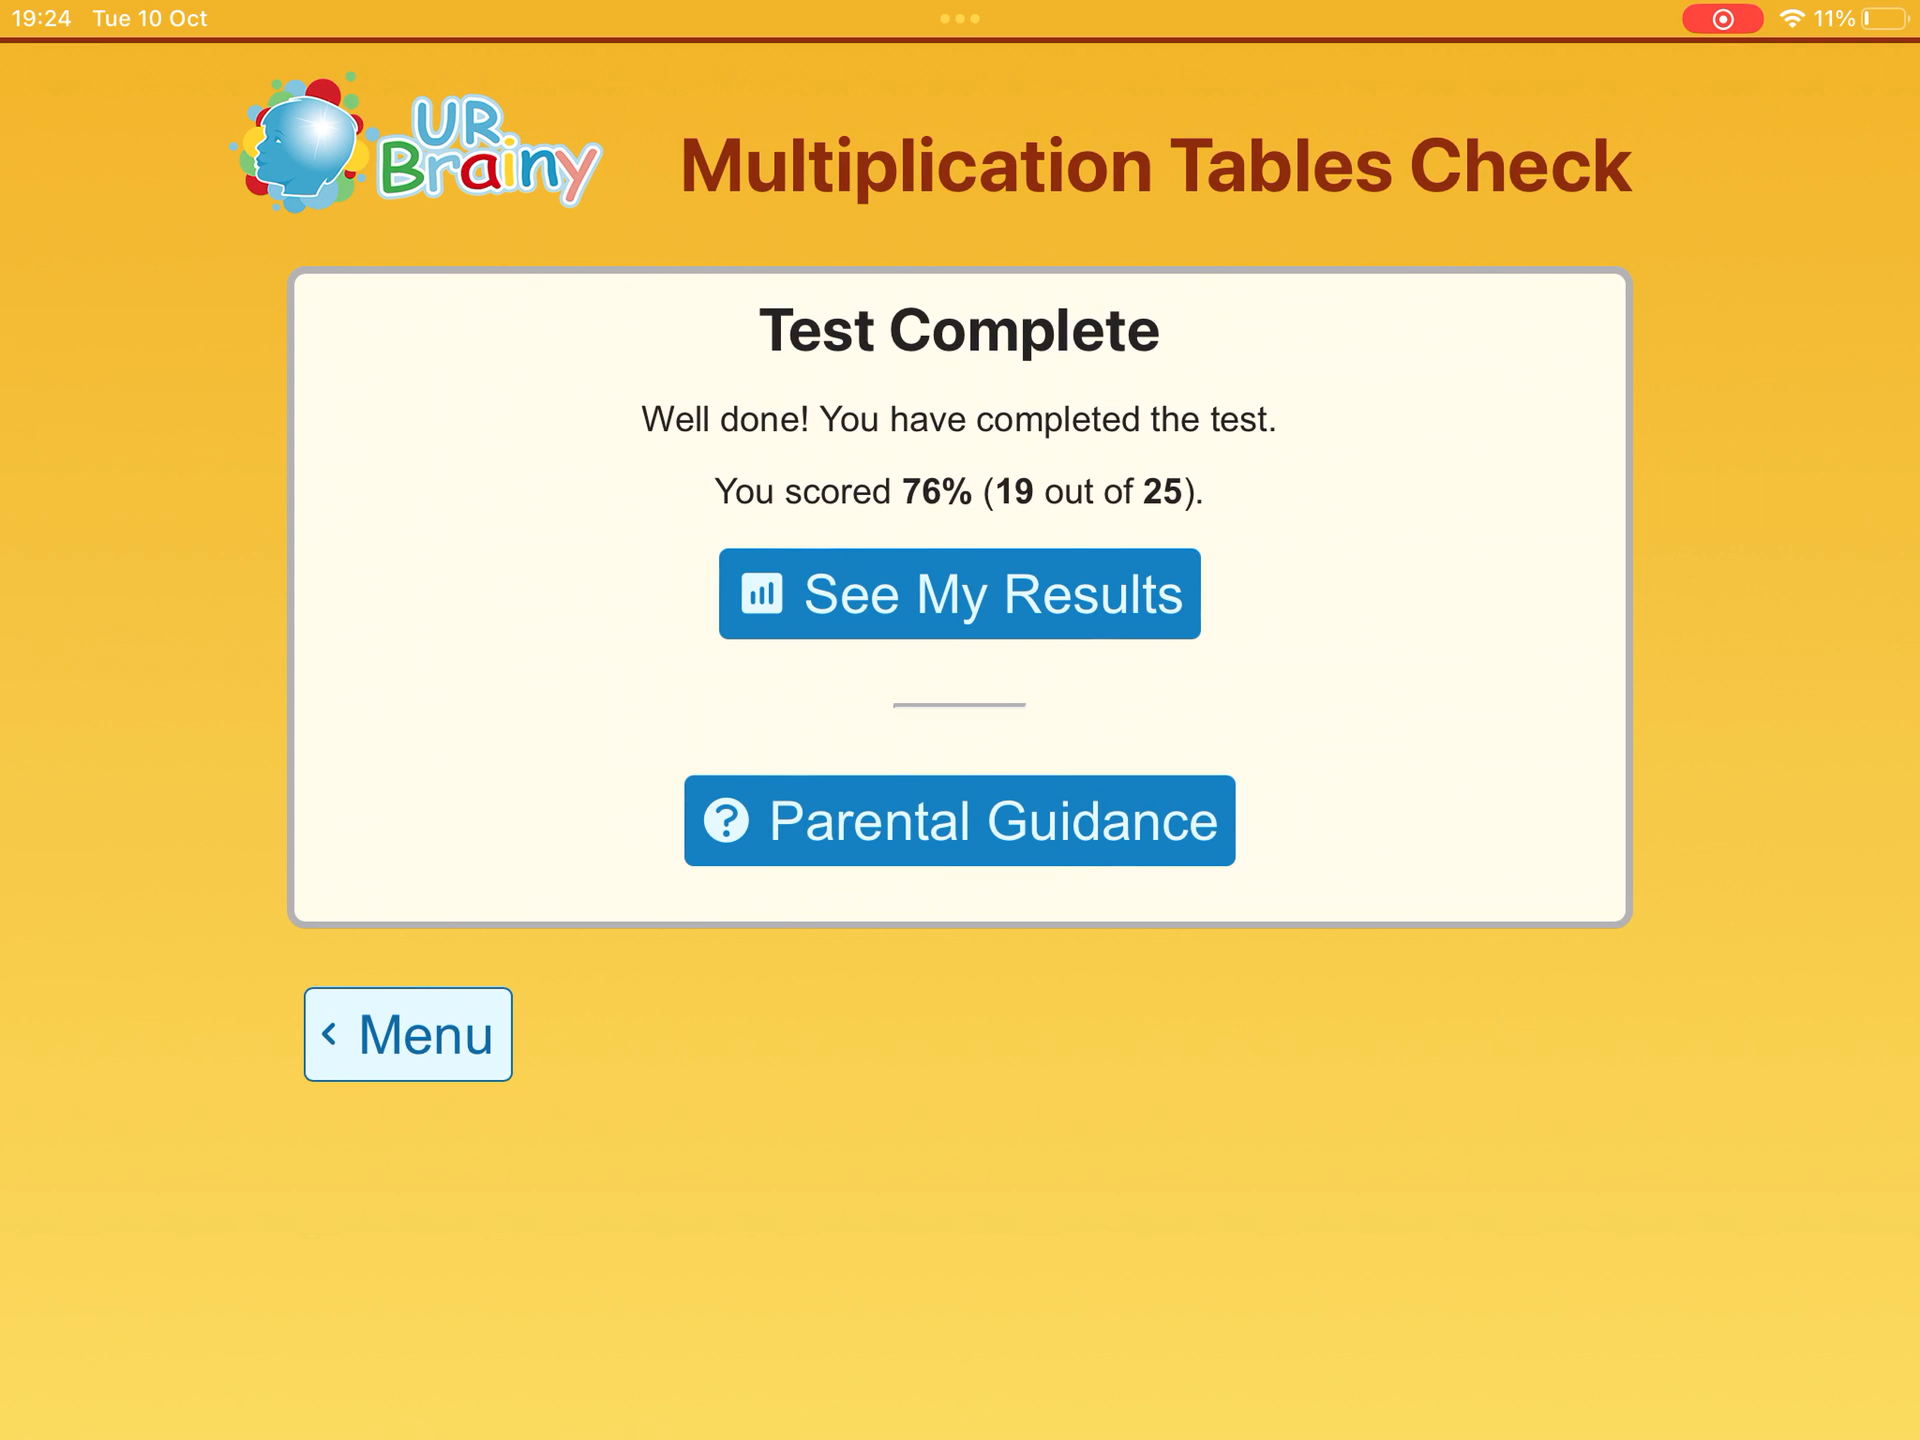 19:24 Tue 10 Oct
11%
UR
Brainy
Multiplication Tables Check
Test Complete
Well done! You have completed the test.
You scored 76% (19 out of 25).
See My Results
? Parental Guidance
< Menu